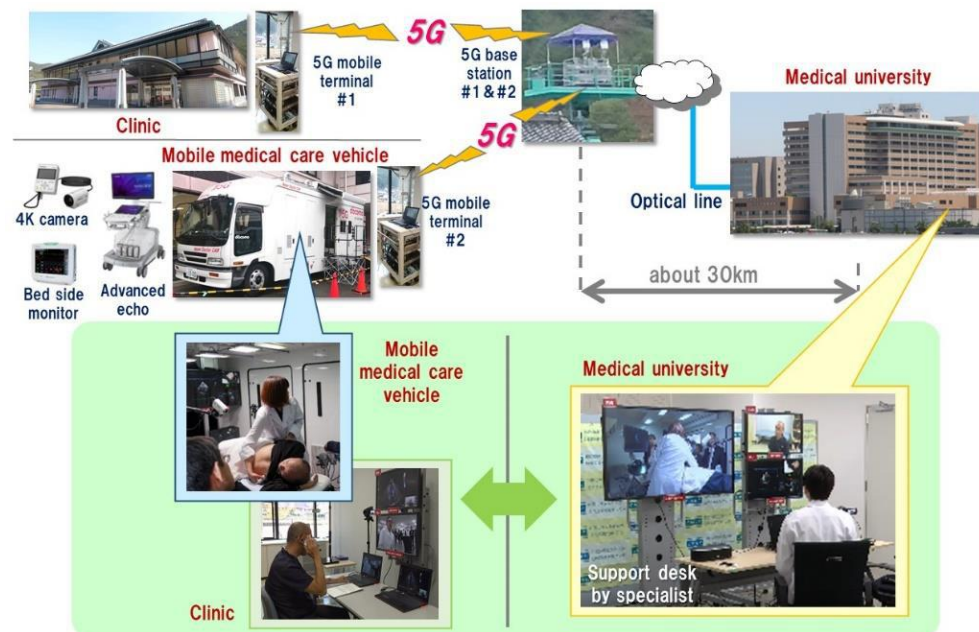 5G
5G mobile
terminal
#1
5G base
station
#1 & #2
Medical university
Clinic
Mobile medical care vehicle
5G
4K camera
5G mobile
terminal
#2
Optical line
Bed side
monitor
Advanced
echo
about 30km
Mobile
medical care
vehicle
Medical university
Support desk
by specialist
Clinic